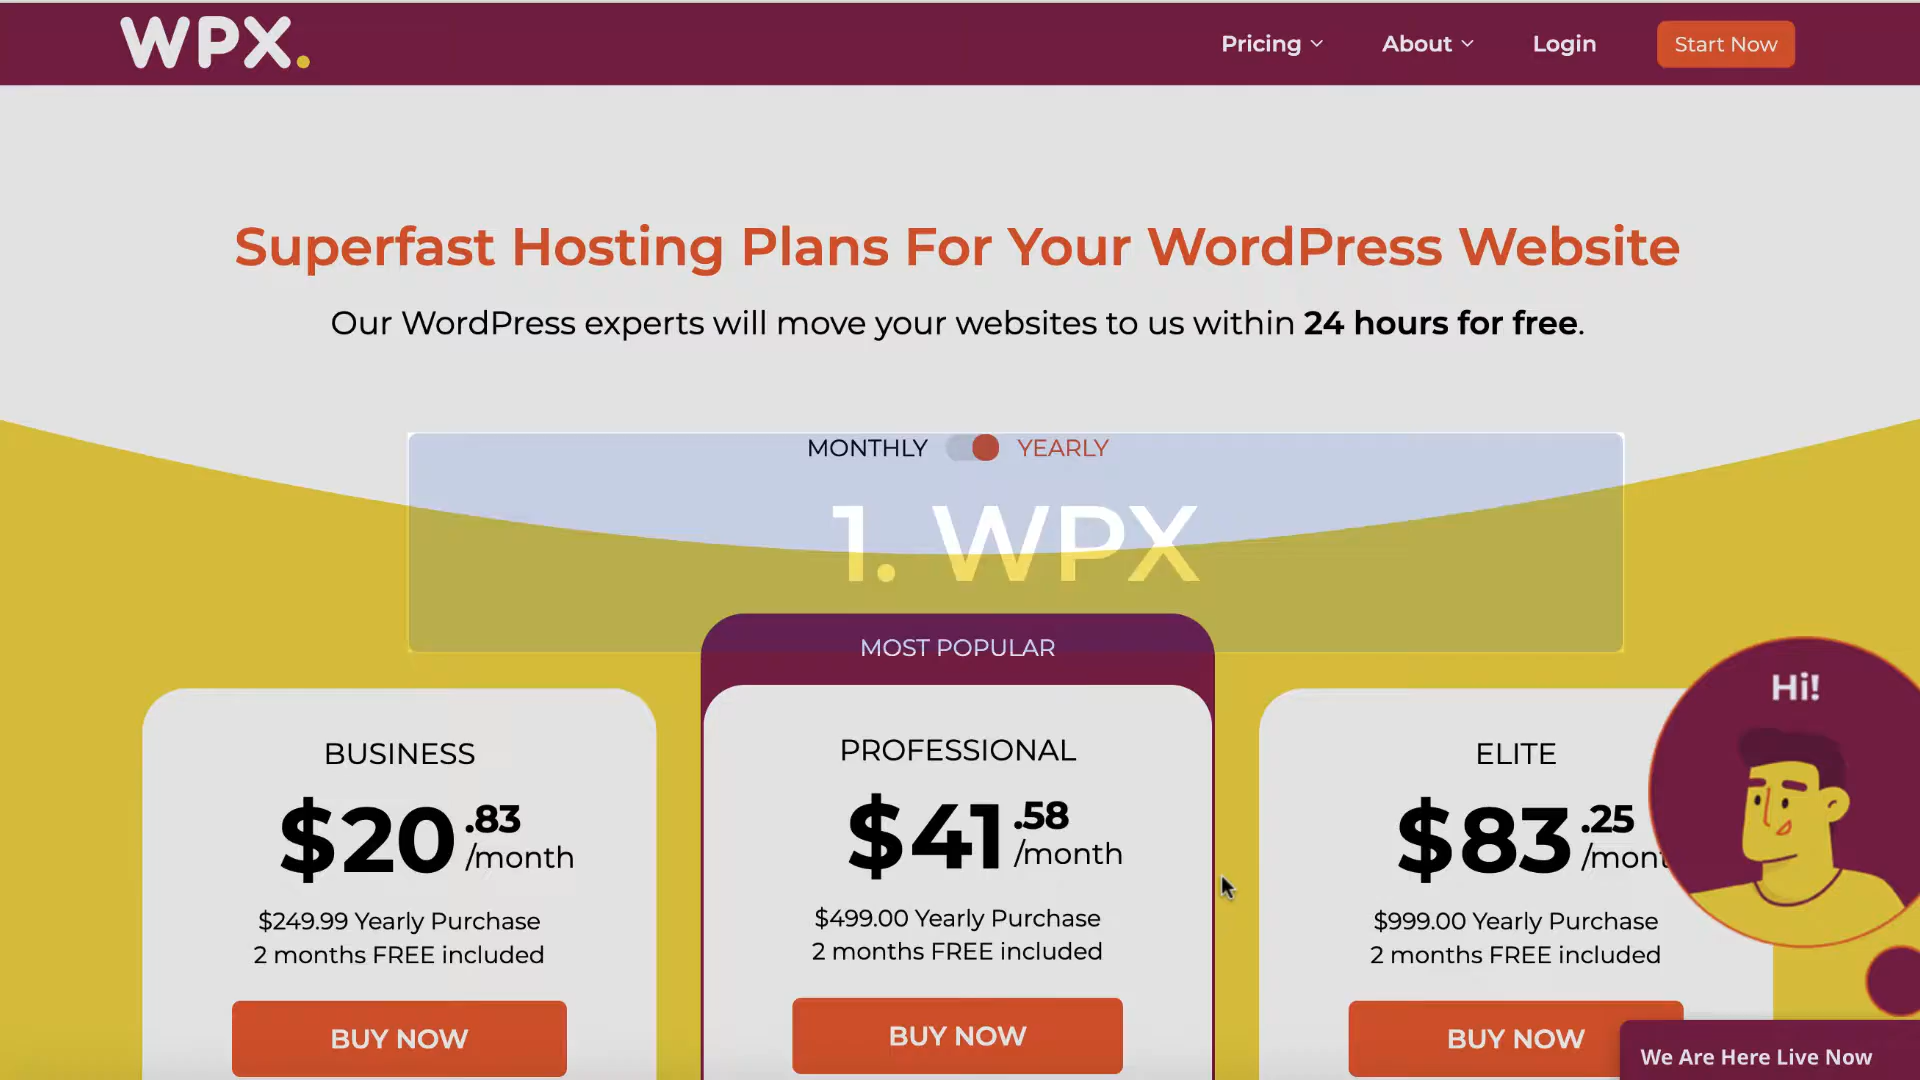 WPX.
Pricing
About
Login
Start Now
Superfast Hosting Plans For Your WordPress Website
Our WordPress experts will move your websites to us within 24 hours for free.
MONTHLY
YEARLY
1. WPX
MOST POPULAR
BUSINESS
$20.83
/month
$249.99 Yearly Purchase
2 months FREE included
BUY NOW
PROFESSIONAL
$41.58
/month
$499.00 Yearly Purchase
2 months FREE included
BUY NOW
ELITE
$83.25
/mont
$999.00 Yearly Purchase
2 months FREE included
BUY NOW
Hi!
We Are Here Live Now